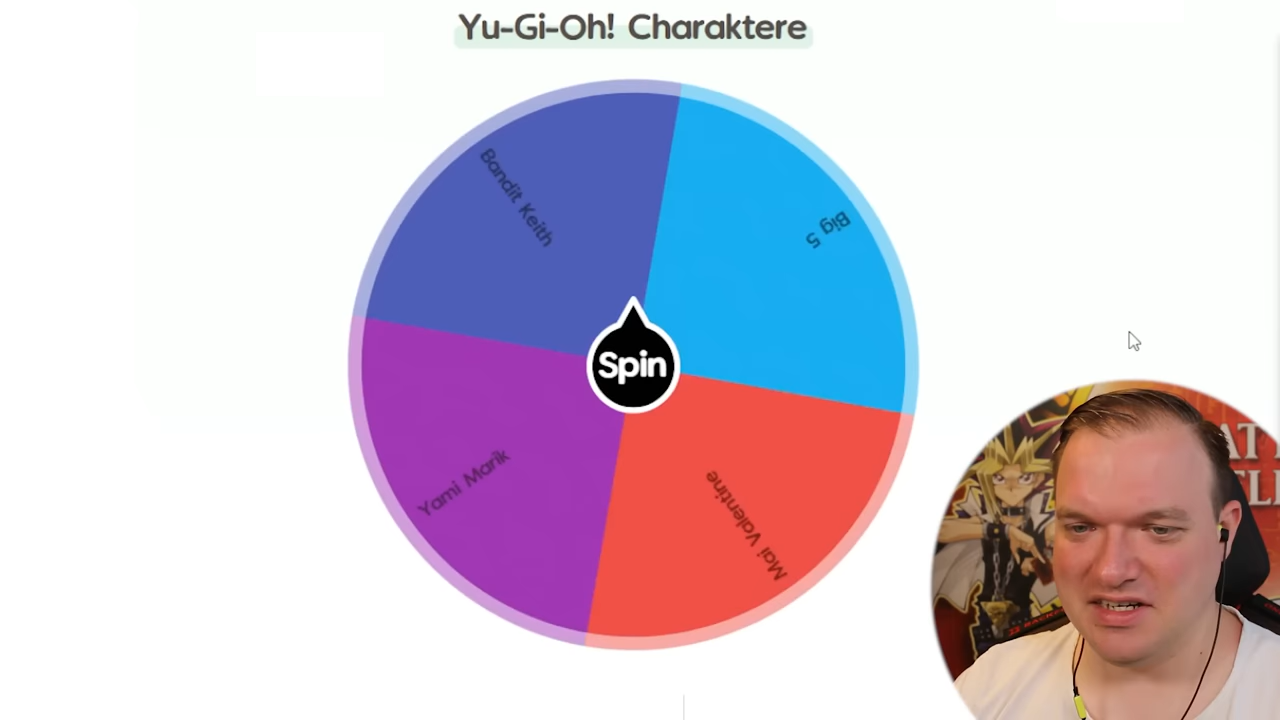 Yu-Gi-Oh! Charaktere
Bandit Keith
Big 5
Spin
Yami Marik
Mai Valentine